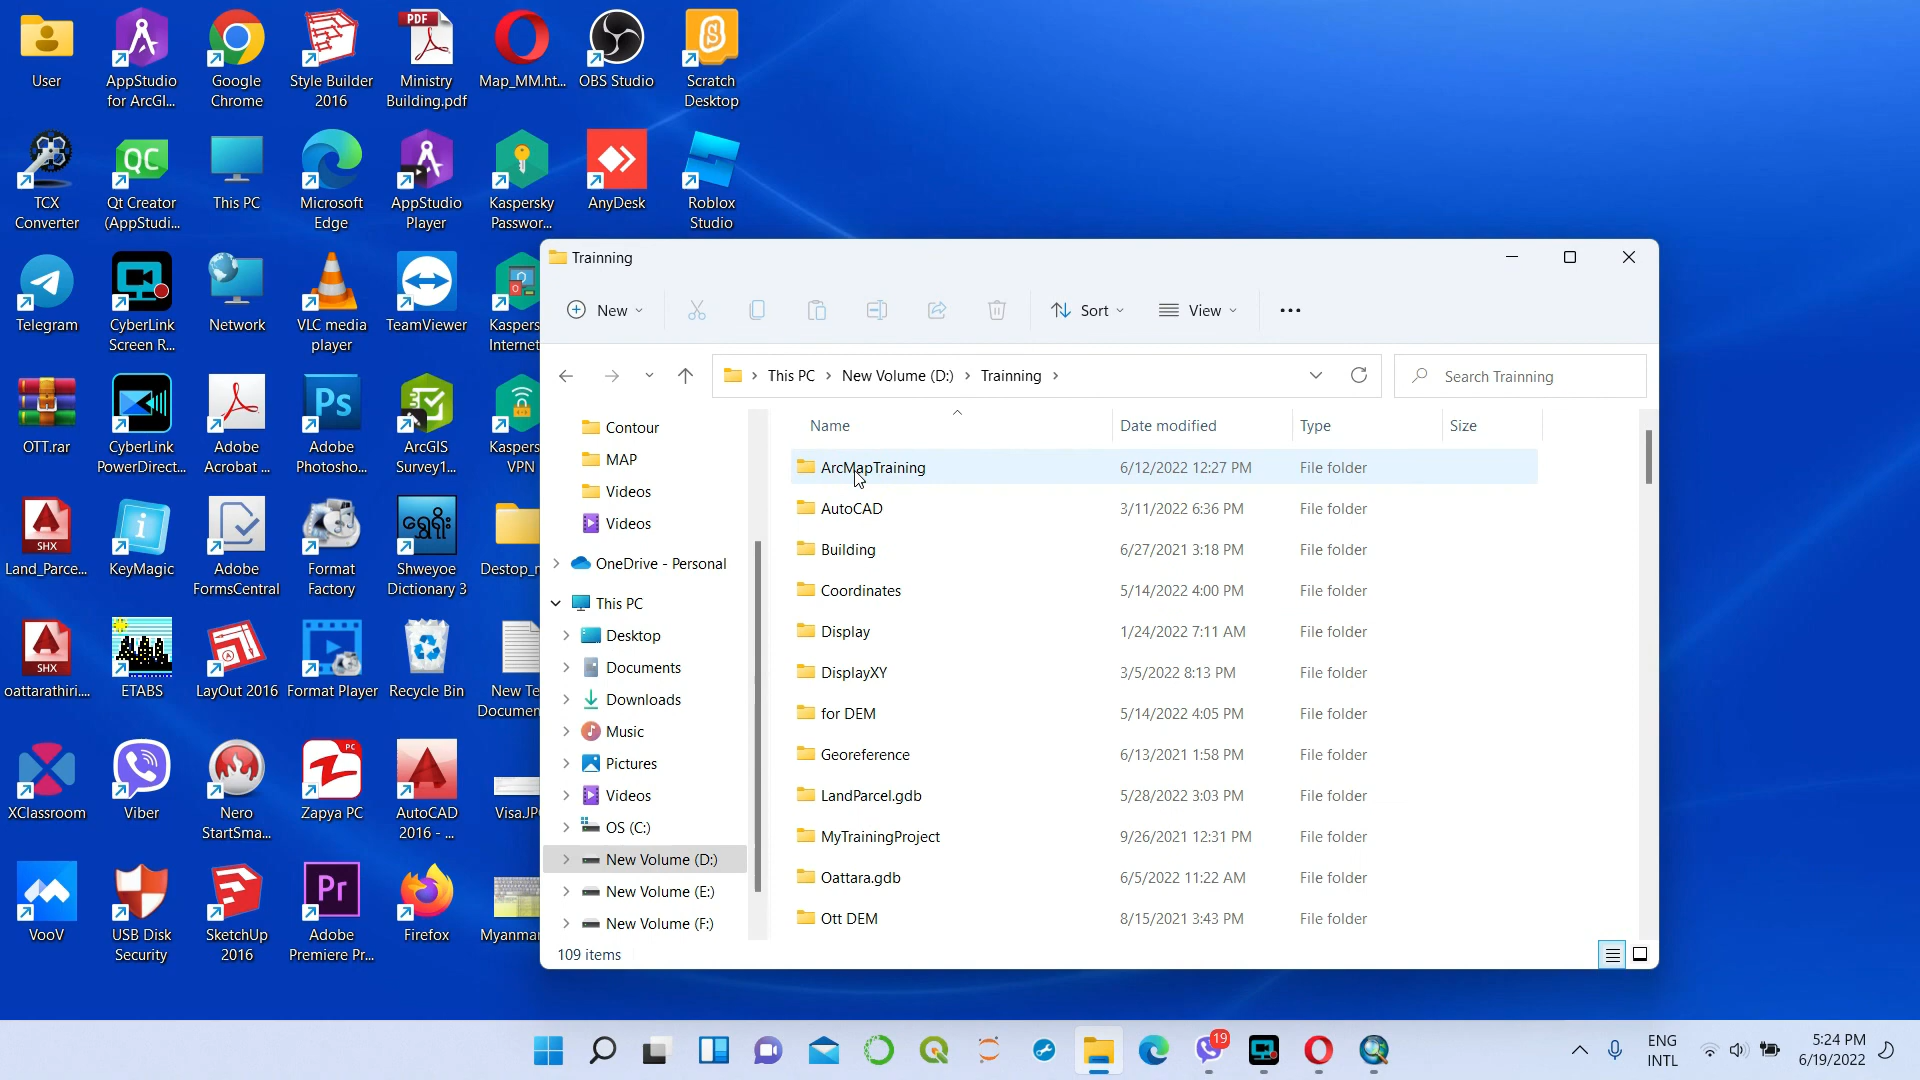 User
AppStudio
for ArcGI...
Google
Chrome
Style Builder
2016
PDF
Ministry
Building.pdf
Map_MM.ht...
OBS Studio
Scratch
Desktop
TCX
Converter
QC
Qt Creator
(AppStudi...
This PC
Microsoft
Edge
AppStudio
Player
Kaspersky
Passwor...
AnyDesk
Roblox
Studio
Telegram
CyberLink
Screen R...
Network
VLC media
player
TeamViewer
Kaspers
Internet
OTT.rar
CyberLink
PowerDirect...
Adobe
Acrobat ...
Ps
Adobe
Photosho...
ArcGIS
Survey1...
Kaspers
VPN
SHX
Land_Parce...
KeyMagic
Adobe
FormsCentral
Format
Factory
ရွှေရိုး
Shweyoe
Dictionary 3
Destop_r
SHX
oattarathiri....
ETABS
LayOut 2016
Format Player
Recycle Bin
New Te
Documen
XClassroom
Viber
Nero
StartSma...
PC
Zapya PC
AutoCAD
2016 - ...
Visa.JP
VooV
USB Disk
Security
SketchUp
2016
Pr
Adobe
Premiere Pr...
Firefox
Myanmar
Trainning
New
Sort
View
This PC > New Volume (D:) > Trainning >
Search Trainning
Contour
MAP
Videos
Videos
OneDrive - Personal
This PC
Desktop
Documents
Downloads
Music
Pictures
Videos
OS (C:)
New Volume (D:)
New Volume (E:)
New Volume (F:)
Name Date modified Type Size
ArcMapTraining 6/12/2022 12:27 PM File folder
AutoCAD 3/11/2022 6:36 PM File folder
Building 6/27/2021 3:18 PM File folder
Coordinates 5/14/2022 4:00 PM File folder
Display 1/24/2022 7:11 AM File folder
DisplayXY 3/5/2022 8:13 PM File folder
for DEM 5/14/2022 4:05 PM File folder
Georeference 6/13/2021 1:58 PM File folder
LandParcel.gdb 5/28/2022 3:03 PM File folder
MyTrainingProject 9/26/2021 12:31 PM File folder
Oattara.gdb 6/5/2022 11:22 AM File folder
Ott DEM 8/15/2021 3:43 PM File folder
109 items
19
ENG
INTL
5:24 PM
6/19/2022